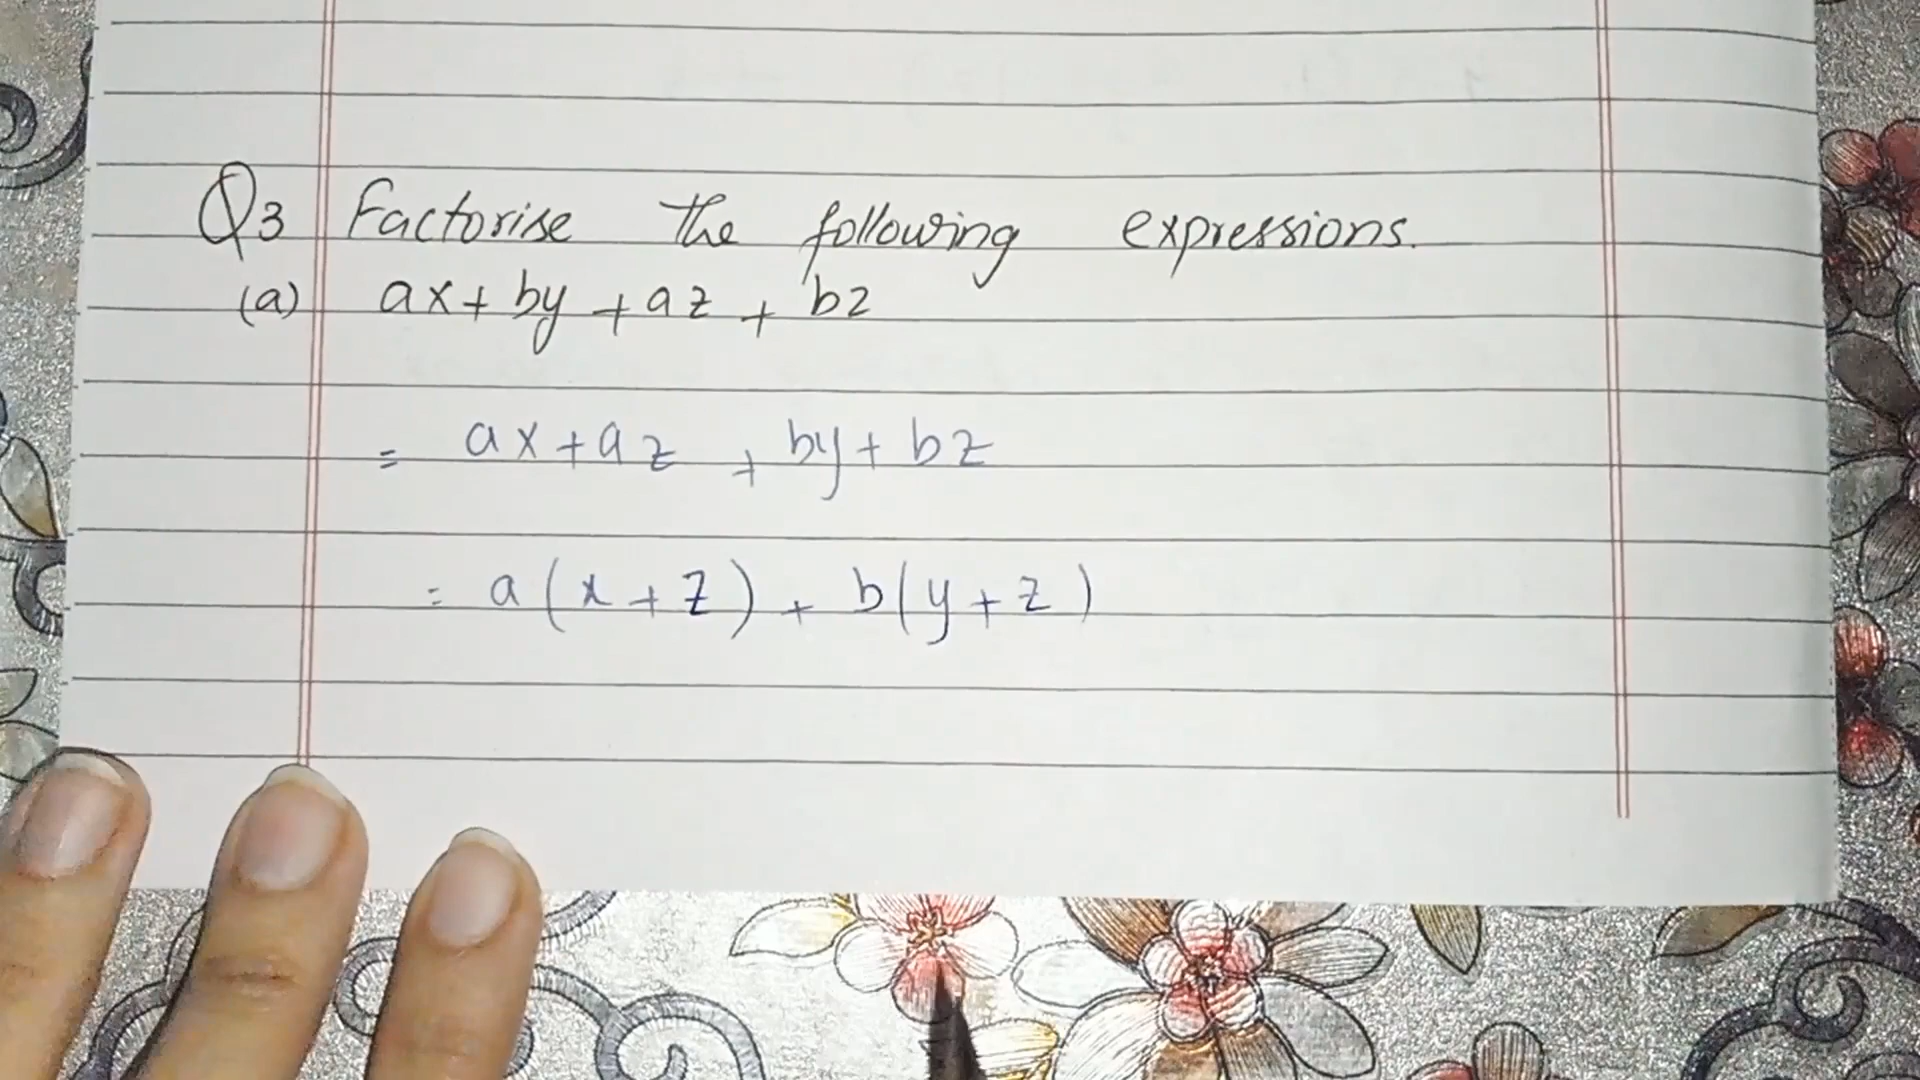 Q3 Factorise the following expressions.
(a) ax + by + az + bz
= ax + az + by + bz
= a(x + z) + b(y + z)